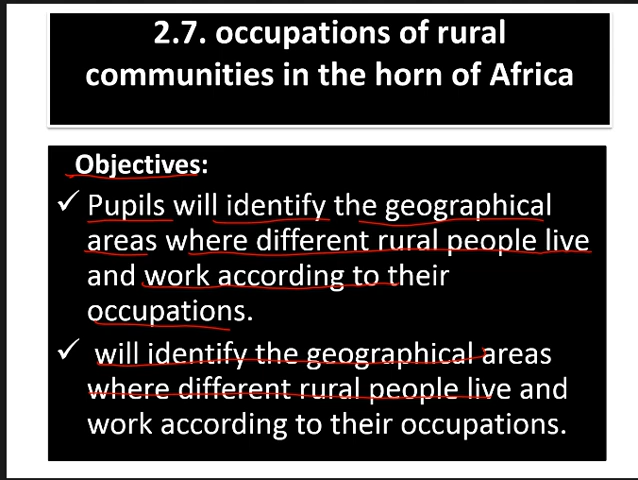 2.7. occupations of rural
communities in the horn of Africa
Objectives:
✓ Pupils will identify the geographical
areas where different rural people live
and work according to their
occupations.
✓ will identify the geographical areas
where different rural people live and
work according to their occupations.